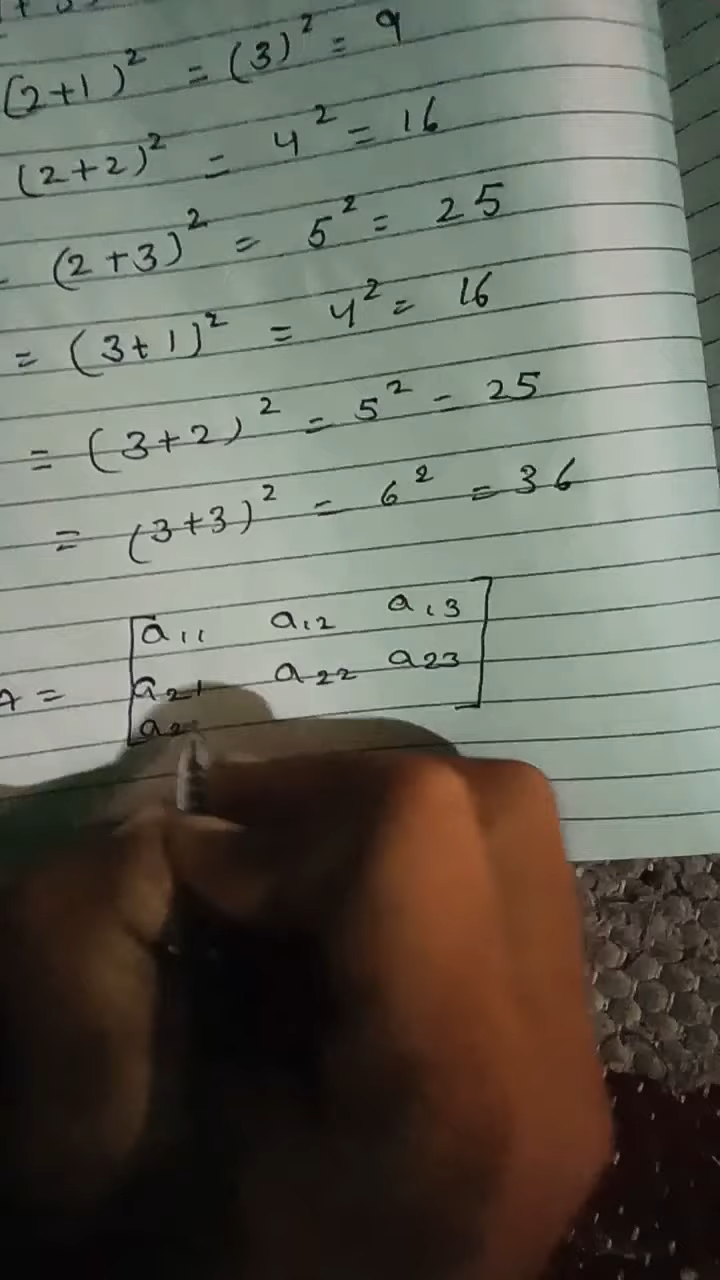 (2+1)² = (3)² = 9
(2+2)² = 4² = 16
(2+3)² = 5² = 25
= (3+1)² = 4² = 16
= (3+2)² = 5² = 25
= (3+3)² = 6² = 36
a11 a12 a13
A = a21 a22 a23